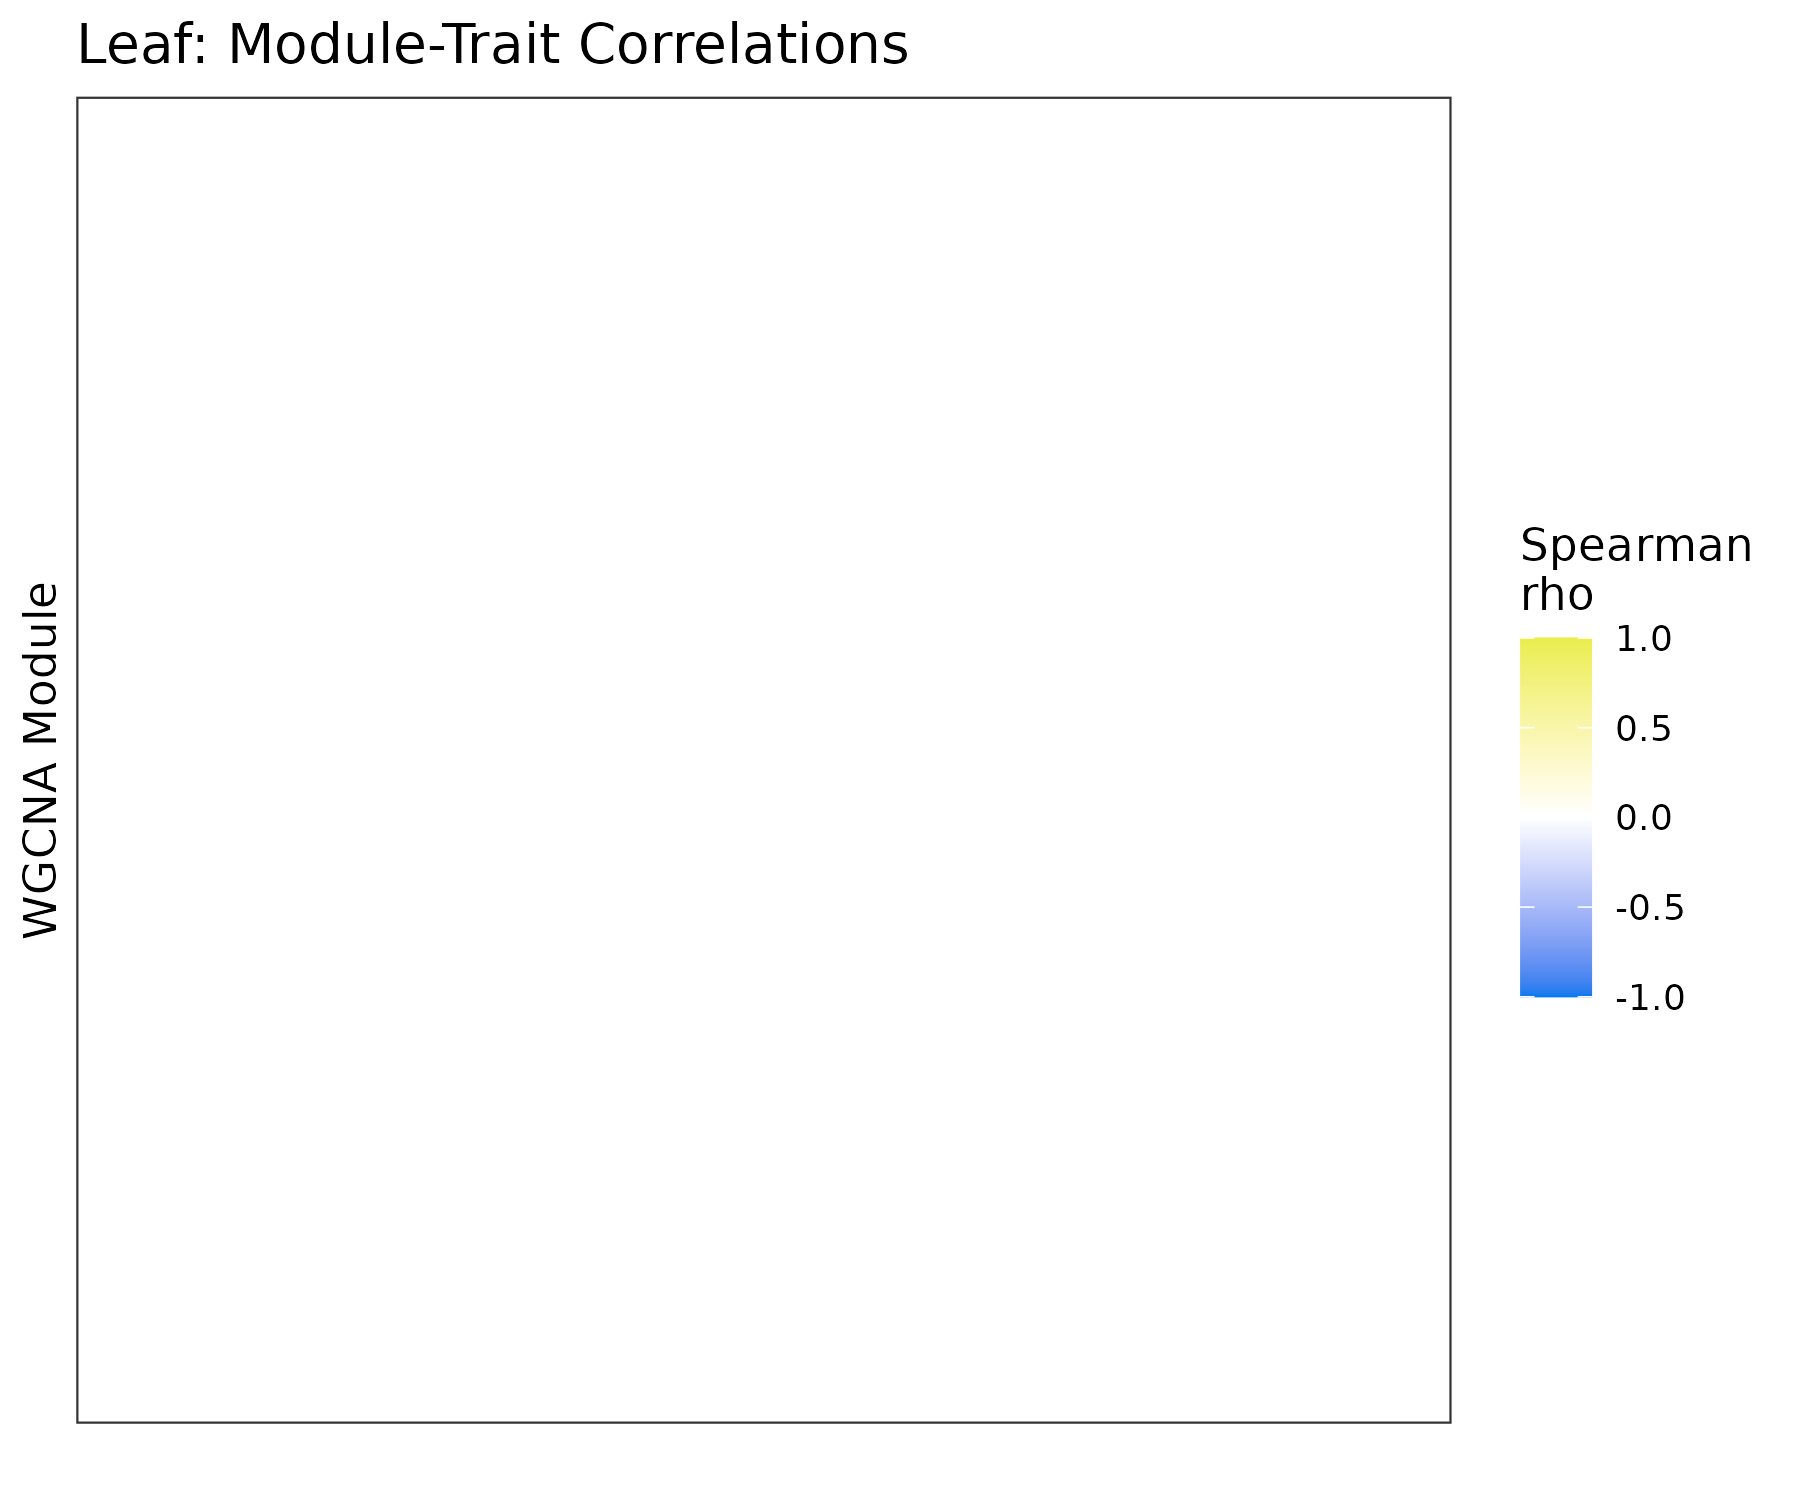 Leaf: Module-Trait Correlations
WGCNA Module
Spearman
rho
1.0
0.5
0.0
-0.5
-1.0